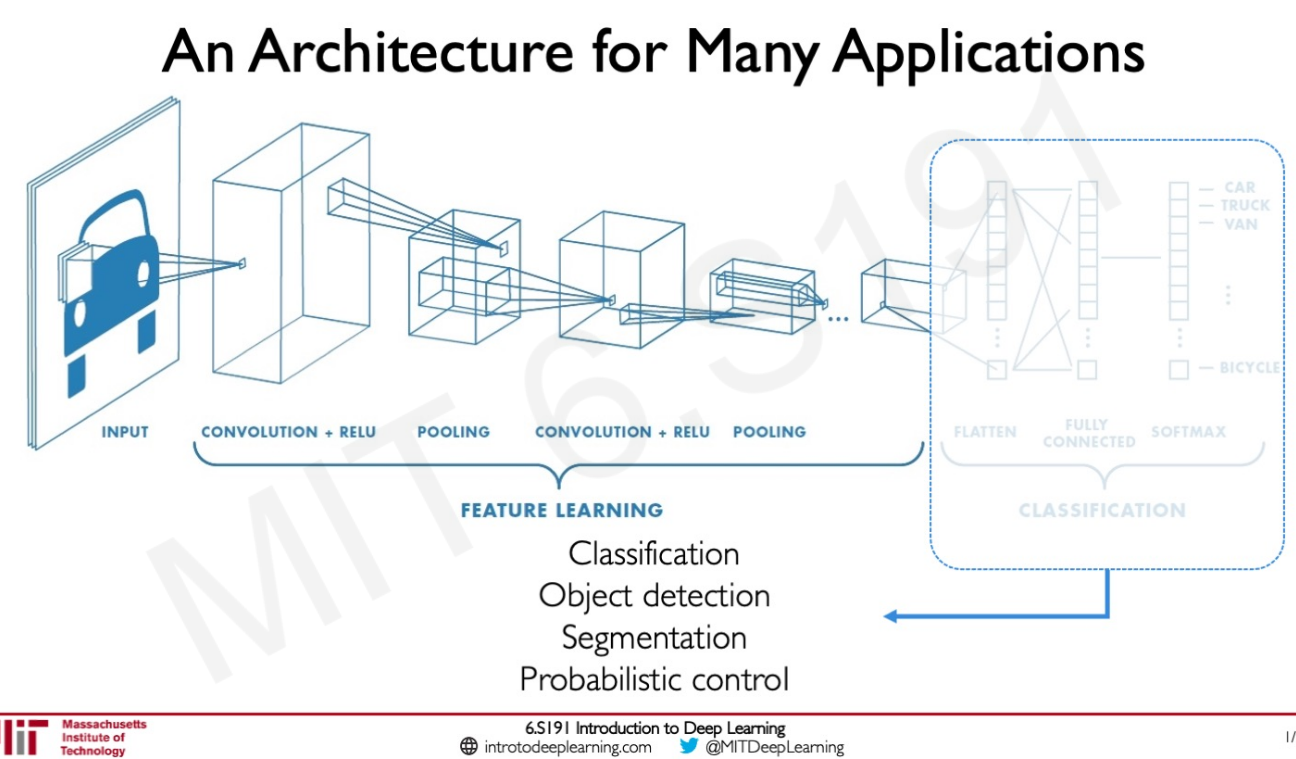 An Architecture for Many Applications
MIT 6.S191
CAR
TRUCK
VAN
BICYCLE
INPUT
CONVOLUTION + RELU
POOLING
CONVOLUTION + RELU
POOLING
FLATTEN
FULLY
CONNECTED
SOFTMAX
FEATURE LEARNING
CLASSIFICATION
Classification
Object detection
Segmentation
Probabilistic control
Massachusetts
Institute of
Technology
6.S191 Introduction to Deep Learning
introtodeeplearning.com @MITDeepLearning
1/